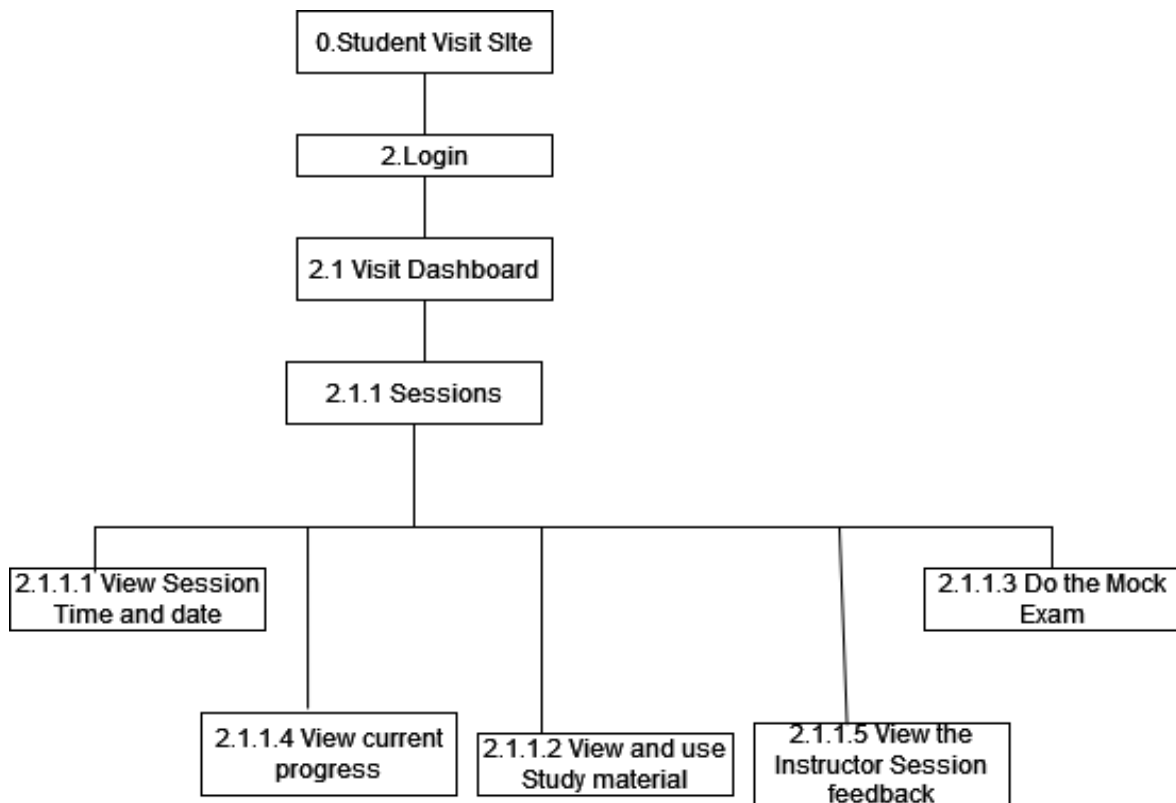 0.Student Visit SIte
2.Login
2.1 Visit Dashboard
2.1.1 Sessions
2.1.1.1 View Session
Time and date
2.1.1.3 Do the Mock
Exam
2.1.1.4 View current
progress
2.1.1.2 View and use
Study material
2.1.1.5 View the
Instructor Session
feedback